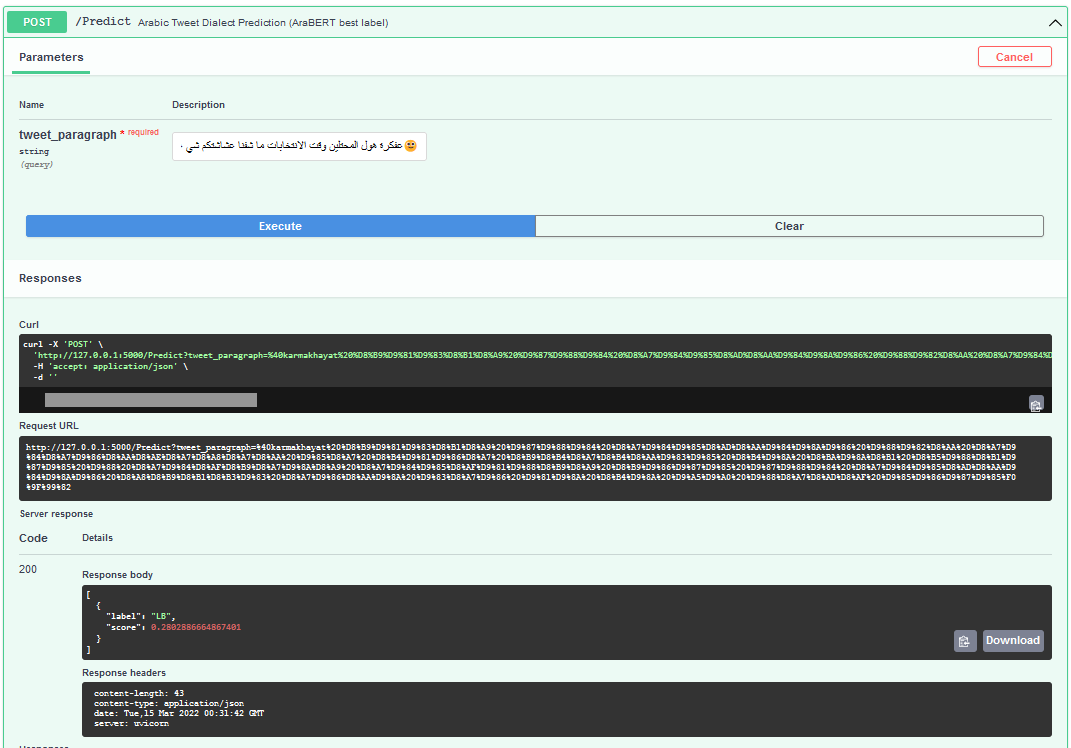 POST /Predict Arabic Tweet Dialect Prediction (AraBERT best label)
Parameters
Cancel
Name Description
tweet_paragraph * required
string
(query)
😐عفكرة هول المحتلين وقت الانتخابات ما شفنا عشاشتكم شي
Execute Clear
Responses
Curl
curl -X 'POST' \
'http://127.0.0.1:5000/Predict?tweet_paragraph=%40karmakhayat%20%D8%B9%D9%81%D9%83%D8%B1%D8%A9%20%D9%87%D9%88%D9%84%20%D8%A7%D9%84%D9%85%D8%AD%D8%AA%D9%84%D9%8A%D9%86%20%D9%88%D9%82%D8%AA%20%D8%A7%D9%84%D
-H 'accept: application/json' \
-d ''
Request URL
http://127.0.0.1:5000/Predict?tweet_paragraph=%40karmakhayat%20%D8%B9%D9%81%D9%83%D8%B1%D8%A9%20%D9%87%D9%88%D9%84%20%D8%A7%D9%84%D9%85%D8%AD%D8%AA%D9%84%D9%8A%D9%86%20%D9%88%D9%82%D8%AA%20%D8%A7%D9
%84%D8%A7%D9%86%D8%AA%D8%AE%D8%A7%D8%A8%D8%A7%D8%AA%20%D9%85%D8%A7%20%D8%B4%D9%81%D9%86%D8%A7%20%D8%B9%D8%B4%D8%A7%D8%B4%D8%AA%D9%83%D9%85%20%D8%B4%D9%8A%20%D8%BA%D9%8A%D8%B1%20%D8%B5%D9%88%D8%B1%D9
%87%D9%85%20%D9%88%20%D8%A7%D9%84%D8%AF%D8%B9%D8%A7%D9%8A%D8%A9%20%D8%A7%D9%84%D9%85%D8%AF%D9%81%D9%88%D8%B9%D8%A9%20%D8%B9%D9%86%D9%87%D9%85%20%D9%87%D9%88%D9%84%20%D8%A7%D9%84%D9%85%D8%AD%D8%AA%D9
%84%D9%8A%D9%86%20%D8%A8%D8%B9%D8%B1%D8%B3%D9%83%20%D8%A7%D9%86%D8%AA%20%D9%83%D8%A7%D9%86%20%D9%81%D9%8A%20%D8%B4%D9%8A%20%D9%A5%D9%A0%20%D9%88%D8%A7%D8%AD%D8%AF%20%D9%85%D9%86%D9%87%D9%85%F0
%9F%99%82
Server response
Code Details
200
Response body
[
{
"label": "LB",
"score": 0.2802886664867401
}
]
Download
Response headers
content-length: 43
content-type: application/json
date: Tue,15 Mar 2022 00:31:42 GMT
server: uvicorn